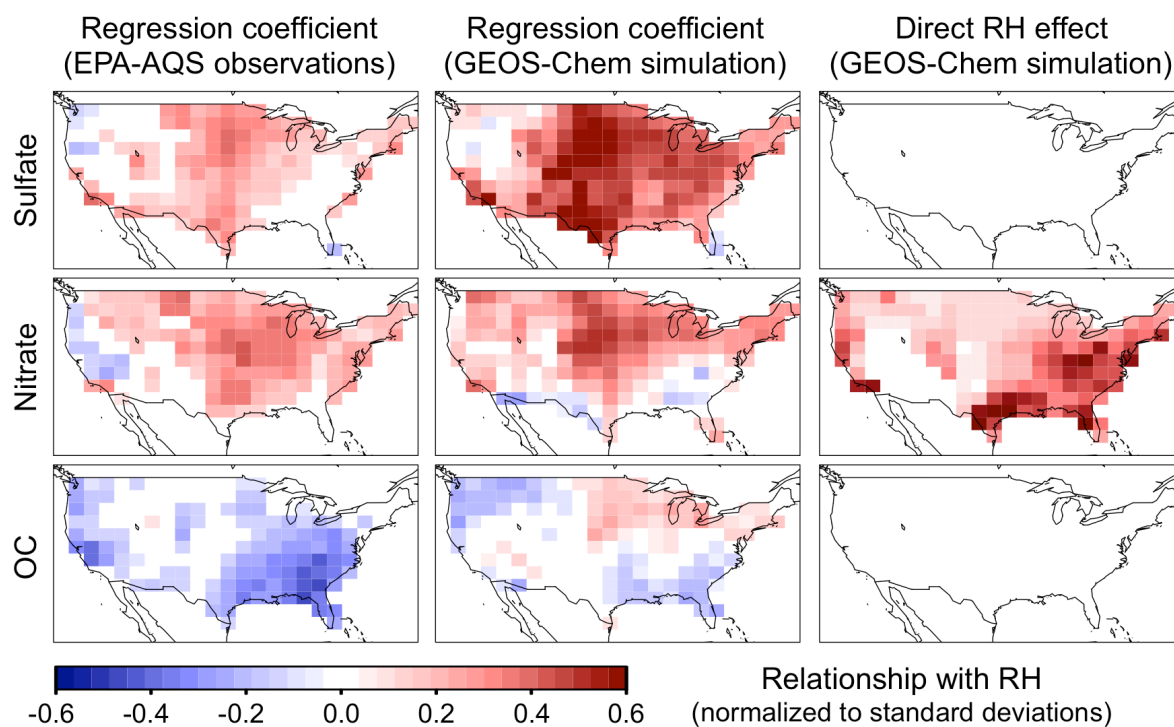 Regression coefficient
(EPA-AQS observations)
Regression coefficient
(GEOS-Chem simulation)
Direct RH effect
(GEOS-Chem simulation)
Sulfate
Nitrate
OC
-0.6 -0.4 -0.2 0.0 0.2 0.4 0.6
Relationship with RH
(normalized to standard deviations)